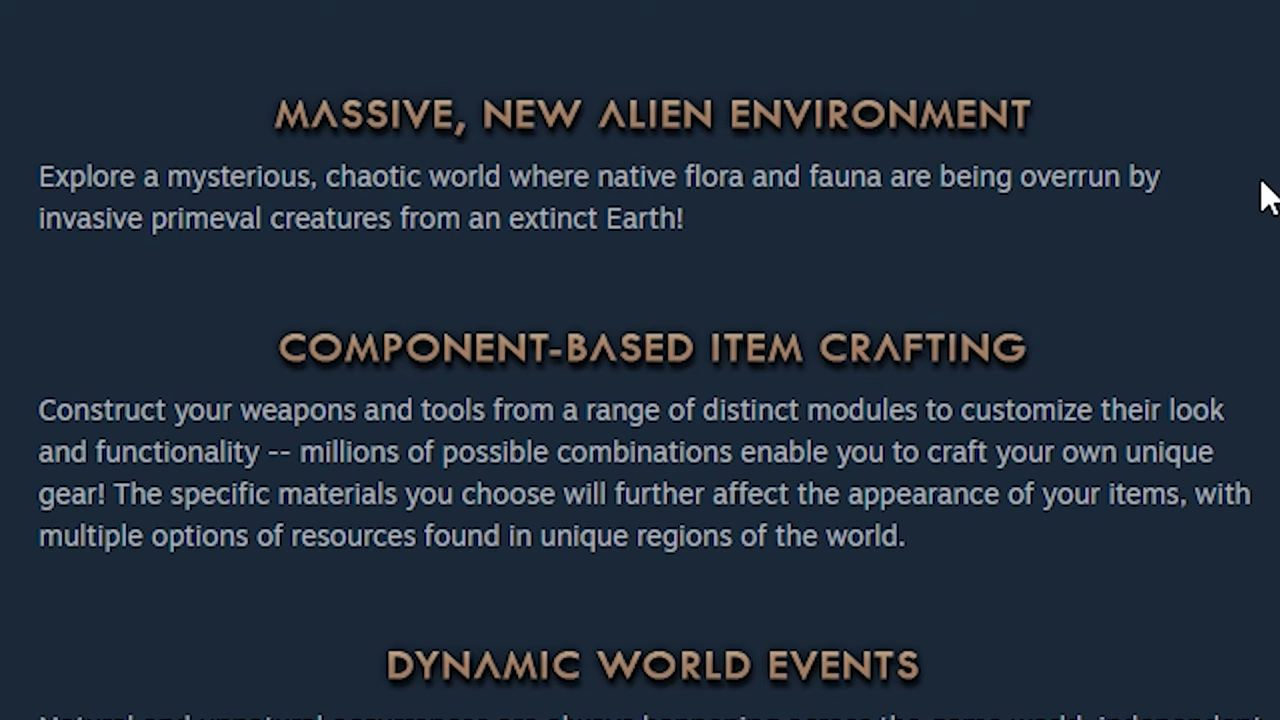 MASSIVE, NEW ALIEN ENVIRONMENT
Explore a mysterious, chaotic world where native flora and fauna are being overrun by
invasive primeval creatures from an extinct Earth!
COMPONENT-BASED ITEM CRAFTING
Construct your weapons and tools from a range of distinct modules to customize their look
and functionality -- millions of possible combinations enable you to craft your own unique
gear! The specific materials you choose will further affect the appearance of your items, with
multiple options of resources found in unique regions of the world.
DYNAMIC WORLD EVENTS